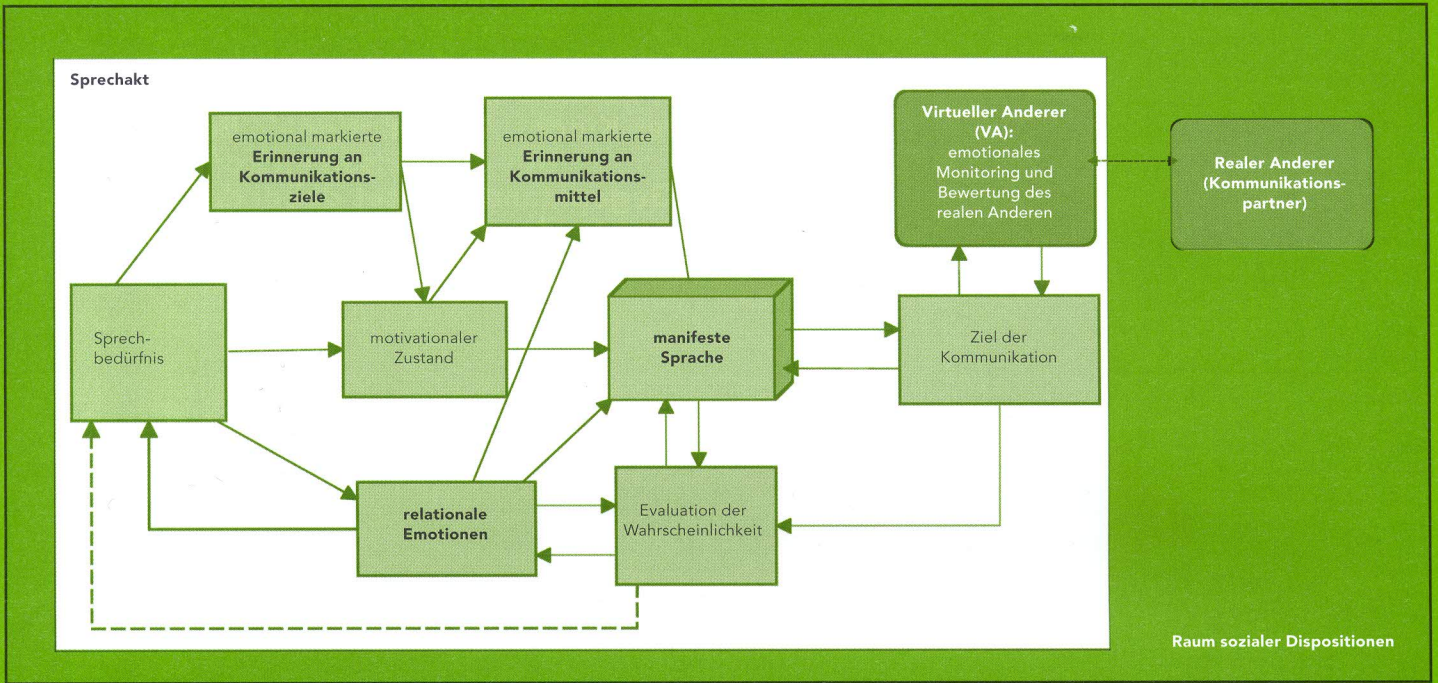 Sprechakt
emotional markierte
Erinnerung an
Kommunikations-
ziele
emotional markierte
Erinnerung an
Kommunikations-
mittel
Virtueller Anderer
(VA):
emotionales
Monitoring und
Bewertung des
realen Anderen
Realer Anderer
(Kommunikations-
partner)
Sprech-
bedürfnis
motivationaler
Zustand
manifeste
Sprache
Ziel der
Kommunikation
relationale
Emotionen
Evaluation der
Wahrscheinlichkeit
Raum sozialer Dispositionen